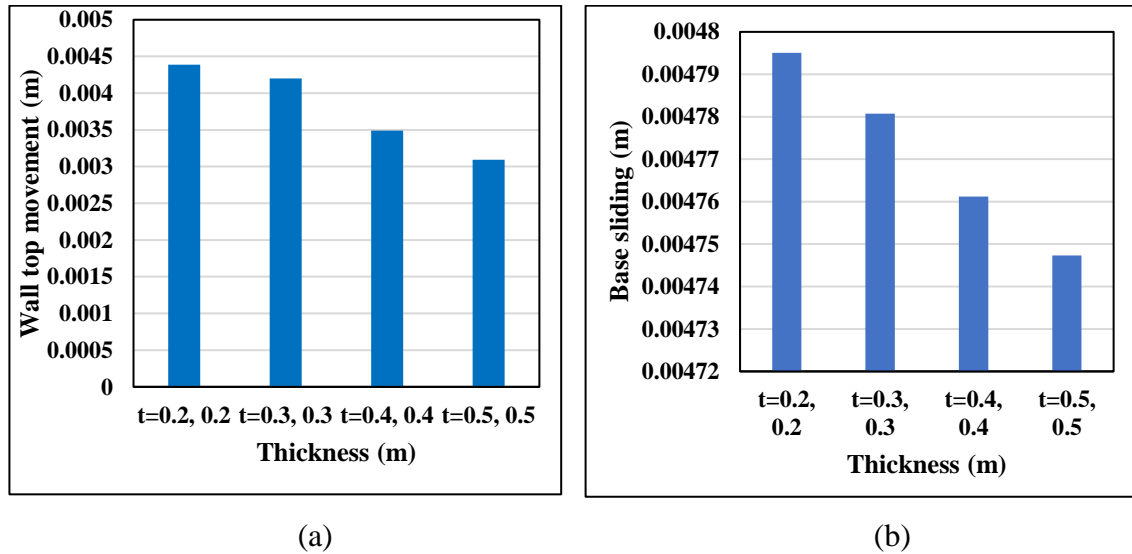 0.005
0.0045
0.004
0.0035
0.003
0.0025
0.002
0.0015
0.001
0.0005
0
Wall top movement (m)
t=0.2, 0.2 t=0.3, 0.3 t=0.4, 0.4 t=0.5, 0.5
Thickness (m)
(a)
0.0048
0.00479
0.00478
0.00477
0.00476
0.00475
0.00474
0.00473
0.00472
Base sliding (m)
t=0.2, t=0.3, t=0.4, t=0.5,
0.2 0.3 0.4 0.5
Thickness (m)
(b)